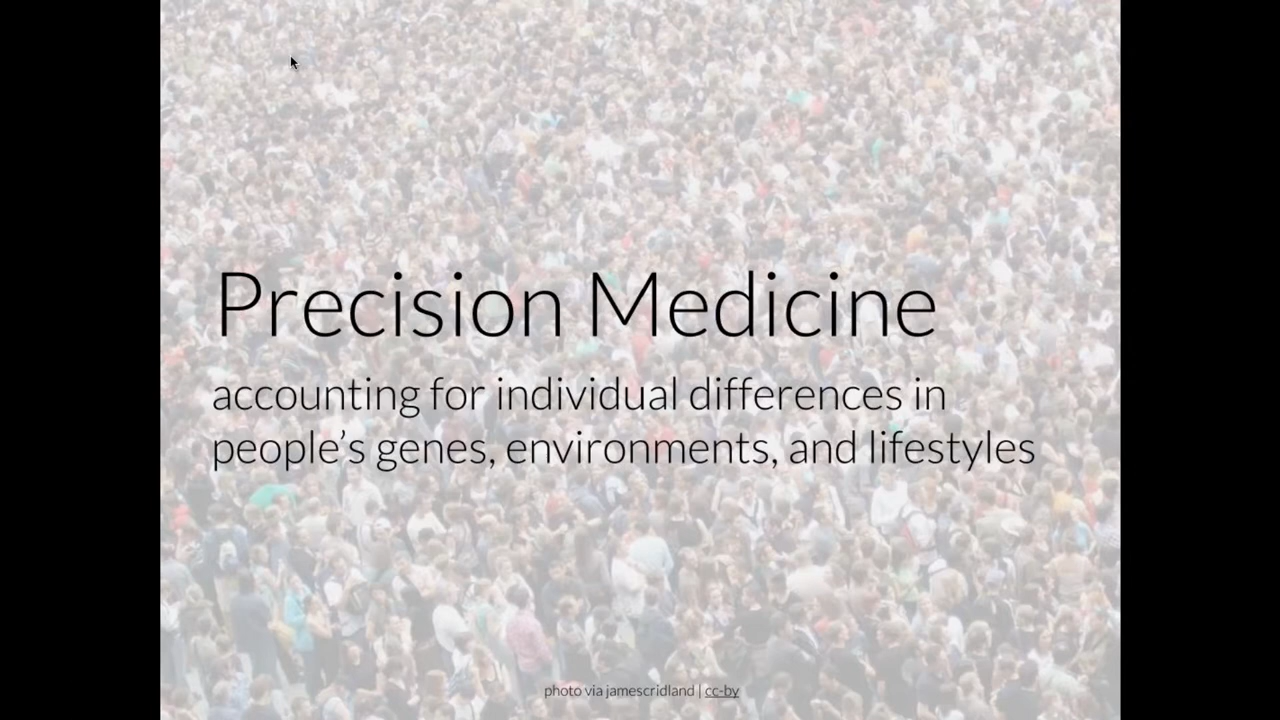 Precision Medicine
accounting for individual differences in
people’s genes, environments, and lifestyles
photo via jamescridland | cc-by